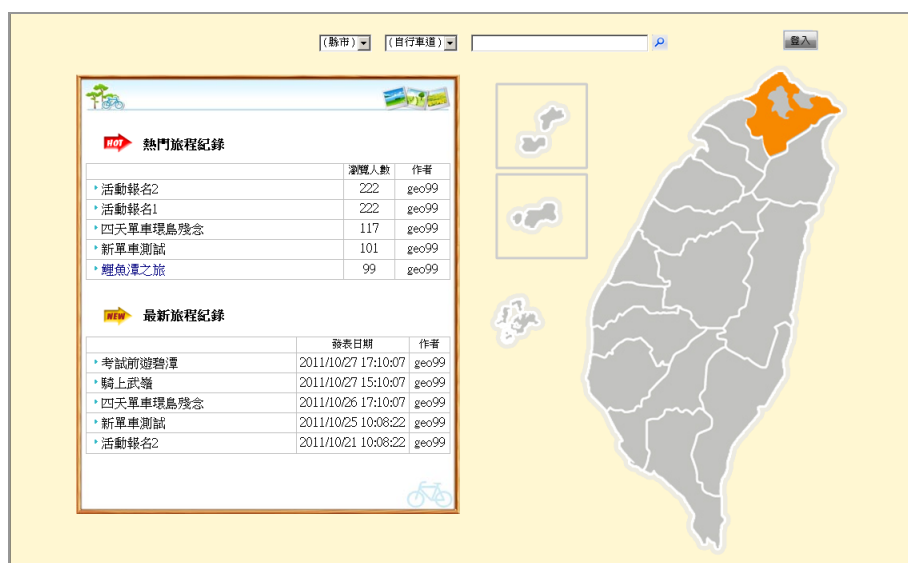 (縣市) (自行車道) 登入
HOT 熱門旅程紀錄
瀏覽人數 作者
活動報名2 222 geo99
活動報名1 222 geo99
四天單車環島殘念 117 geo99
新單車測試 101 geo99
鯉魚潭之旅 99 geo99
NEW 最新旅程紀錄
發表日期 作者
考試前遊碧潭 2011/10/27 17:10:07 geo99
騎上武嶺 2011/10/27 15:10:07 geo99
四天單車環島殘念 2011/10/26 17:10:07 geo99
新單車測試 2011/10/25 10:08:22 geo99
活動報名2 2011/10/21 10:08:22 geo99